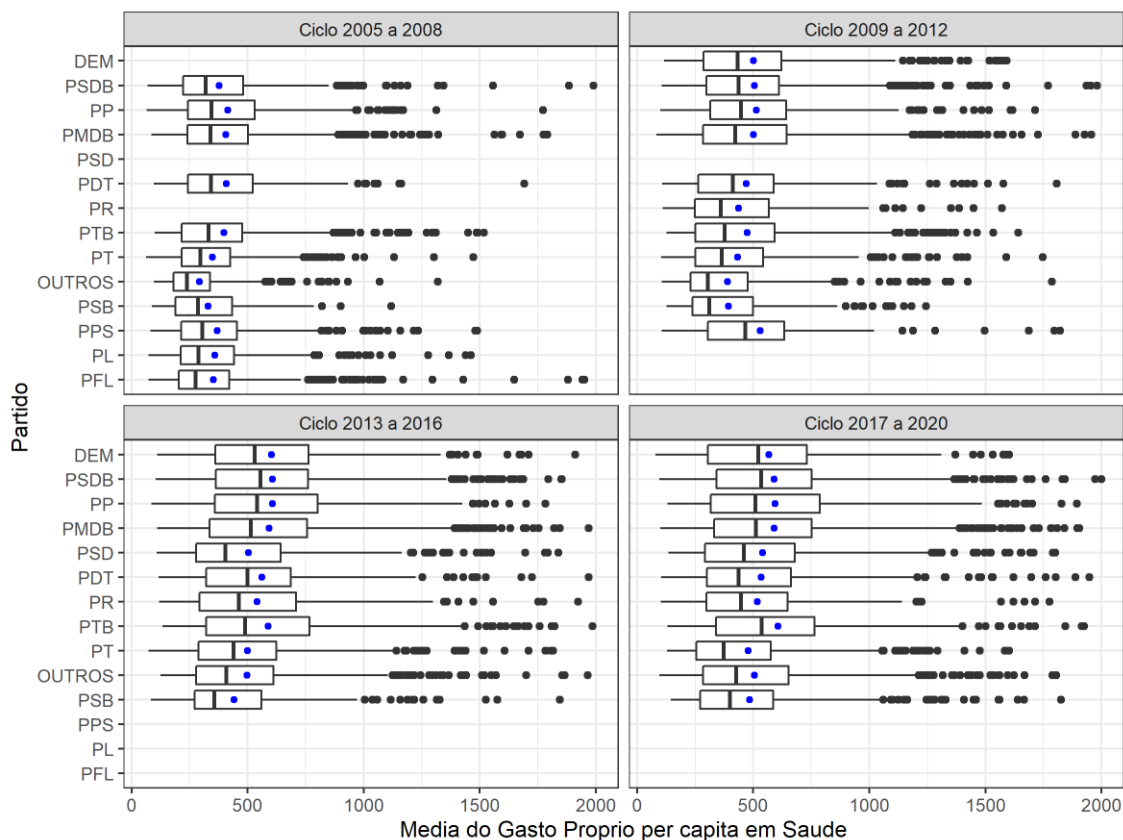 Ciclo 2005 a 2008
Ciclo 2009 a 2012
DEM
PSDB
PP
PMDB
PSD
PDT
PR
PTB
PT
OUTROS
PSB
PPS
PL
PFL
Partido
Ciclo 2013 a 2016
Ciclo 2017 a 2020
DEM
PSDB
PP
PMDB
PSD
PDT
PR
PTB
PT
OUTROS
PSB
PPS
PL
PFL
0 500 1000 1500 2000 0 500 1000 1500 2000
Media do Gasto Proprio per capita em Saude